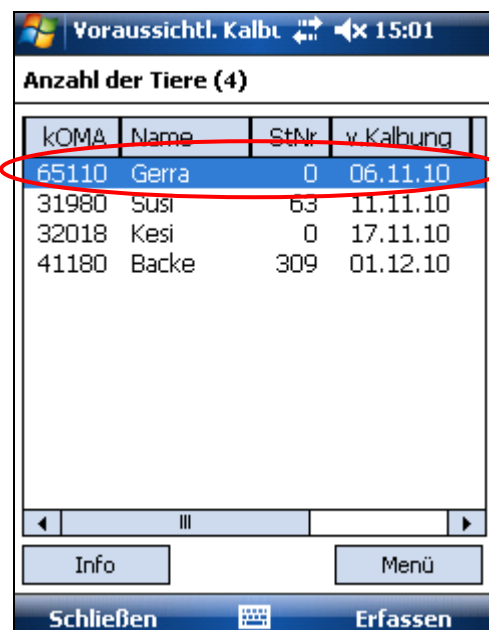 Voraussichtl. Kalbu 15:01
Anzahl der Tiere (4)
kOMA Name StNr v.Kalbung
65110 Gerra 0 06.11.10
31980 Susi 63 11.11.10
32018 Kesi 0 17.11.10
41180 Backe 309 01.12.10
Info Menü
Schließen Erfassen